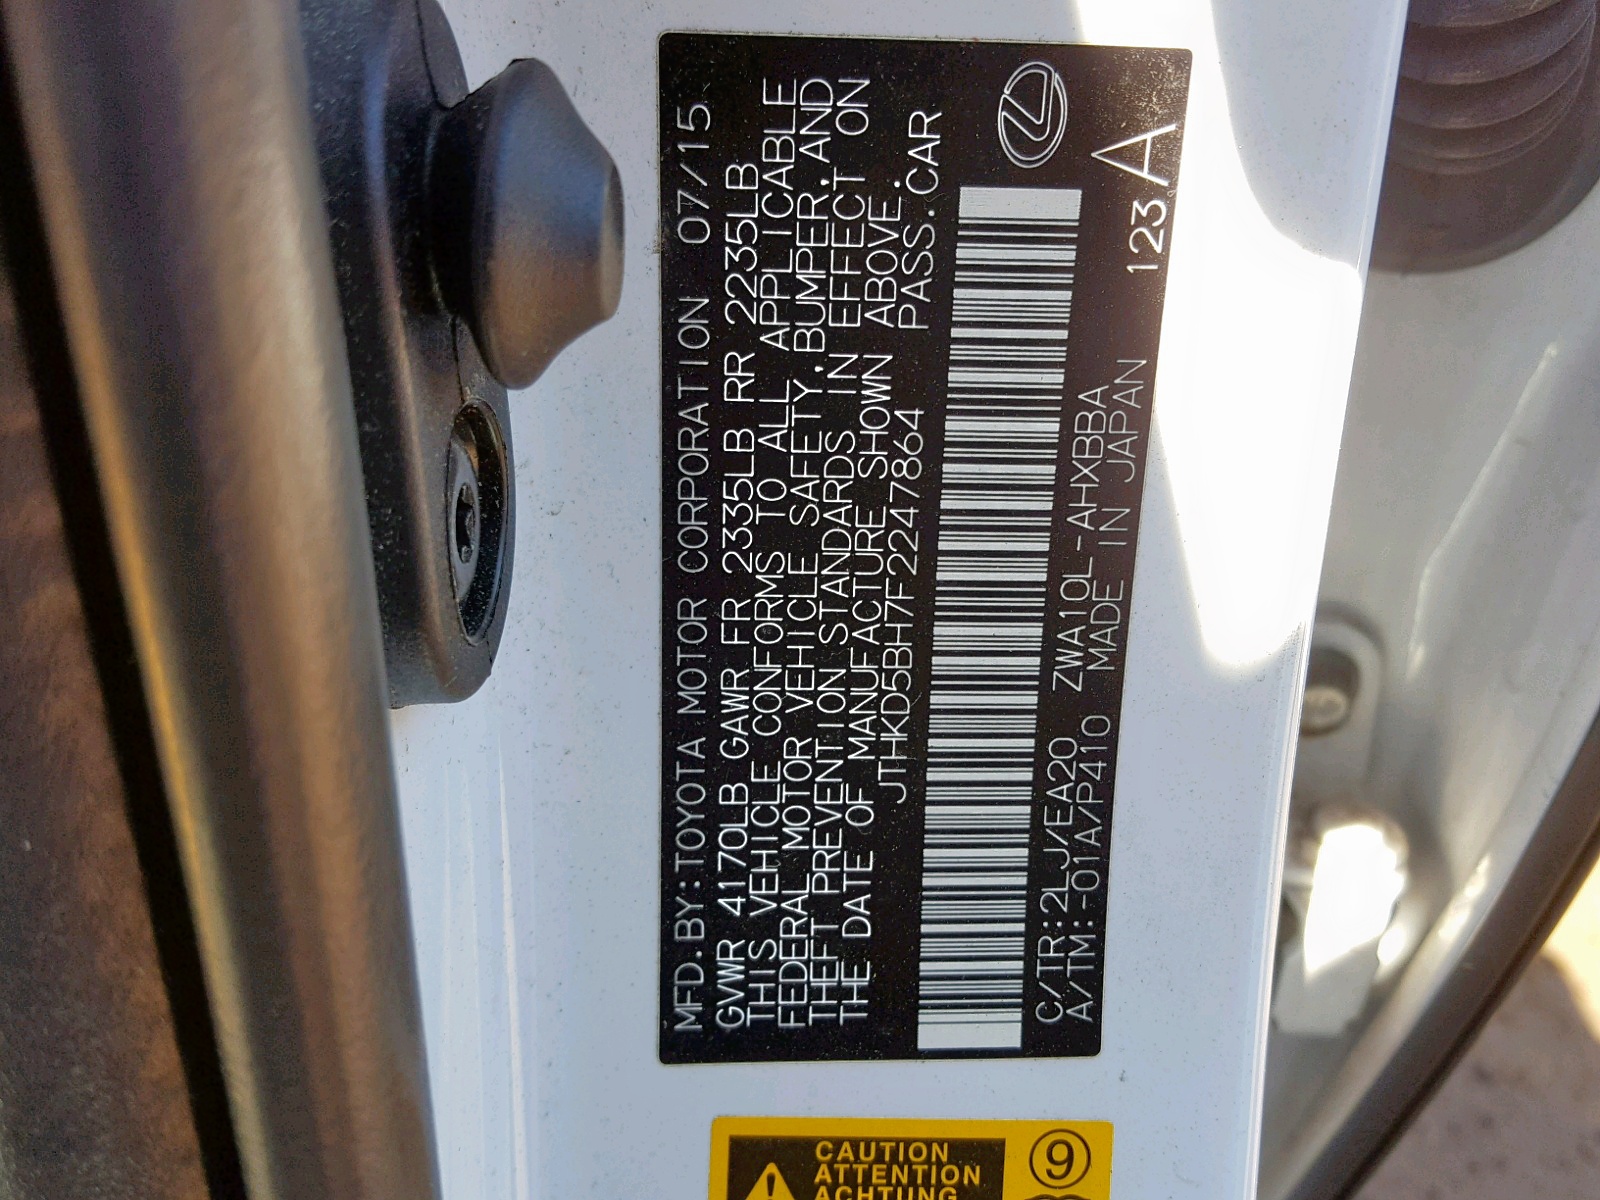 MFD.BY:TOYOTA MOTOR CORPORATION 07/15
GVWR 4170LB GAWR FR 2335LB RR 2235LB
THIS VEHICLE CONFORMS TO ALL APPLICABLE
FEDERAL MOTOR VEHICLE SAFETY, BUMPER, AND
THEFT PREVENTION STANDARDS IN EFFECT ON
THE DATE OF MANUFACTURE SHOWN ABOVE.
JTHKD5BH7F2247864 PASS.CAR
C/TR:2LJ/EA20 ZWA10L-AHXBBA 123A
A/TM:-01A/P410 MADE IN JAPAN
CAUTION
ATTENTION
ACHTUNG
9